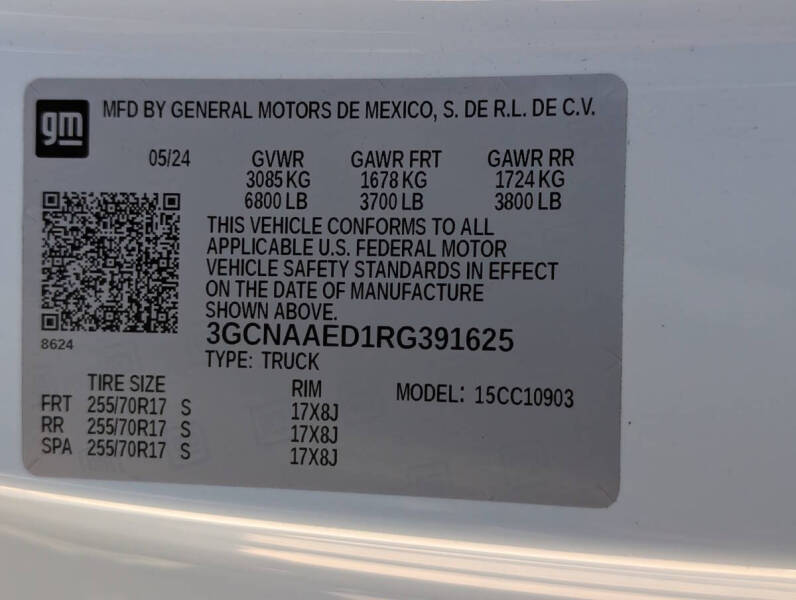 gm
MFD BY GENERAL MOTORS DE MEXICO, S. DE R.L. DE C.V.
05/24 GVWR GAWR FRT GAWR RR
3085 KG 1678 KG 1724 KG
6800 LB 3700 LB 3800 LB
THIS VEHICLE CONFORMS TO ALL
APPLICABLE U.S. FEDERAL MOTOR
VEHICLE SAFETY STANDARDS IN EFFECT
ON THE DATE OF MANUFACTURE
SHOWN ABOVE.
3GCNAAED1RG391625
8624
TYPE: TRUCK
TIRE SIZE RIM MODEL: 15CC10903
FRT 255/70R17 S 17X8J
RR 255/70R17 S 17X8J
SPA 255/70R17 S 17X8J